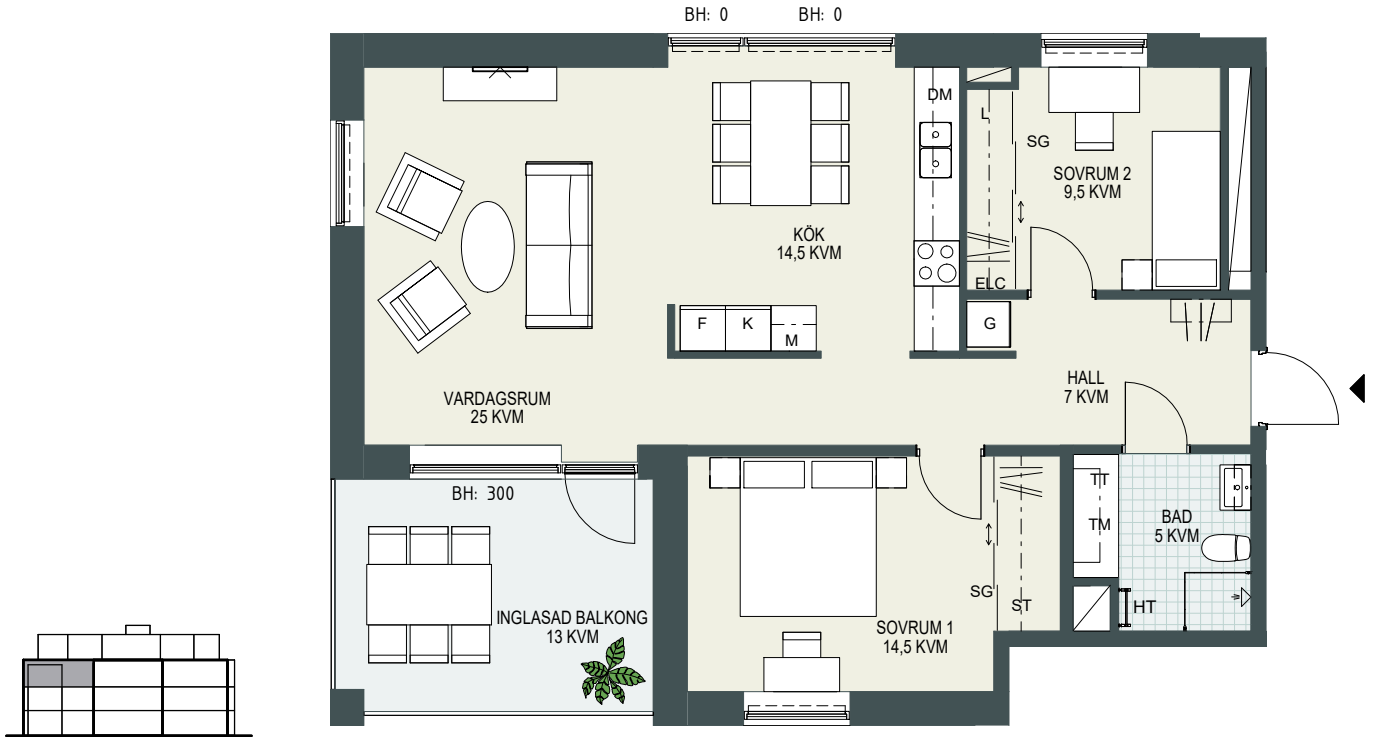 BH: 0
BH: 0
DM
L
SG
SOVRUM 2
9,5 KVM
KÖK
14,5 KVM
ELC
F
K
M
G
HALL
7 KVM
VARDAGSRUM
25 KVM
BH: 300
TT
TM
BAD
5 KVM
SG
ST
HT
INGLASAD BALKONG
13 KVM
SOVRUM 1
14,5 KVM